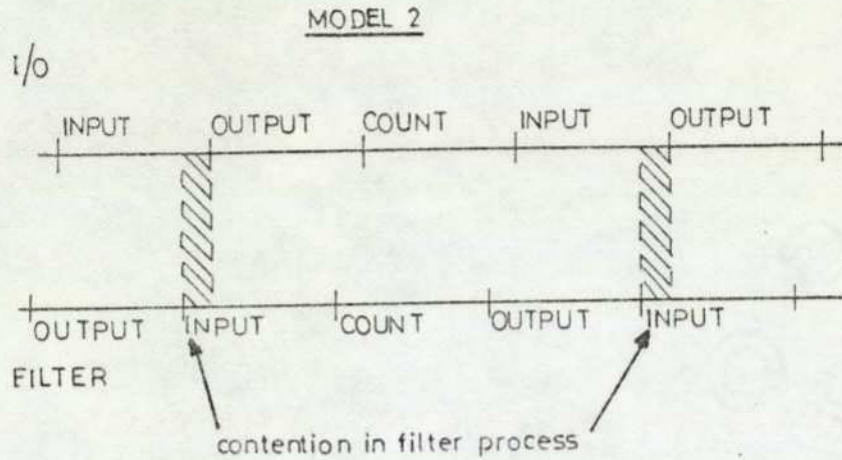 MODEL 2
I/O
INPUT OUTPUT COUNT INPUT OUTPUT
OUTPUT INPUT COUNT OUTPUT INPUT
FILTER
contention in filter process